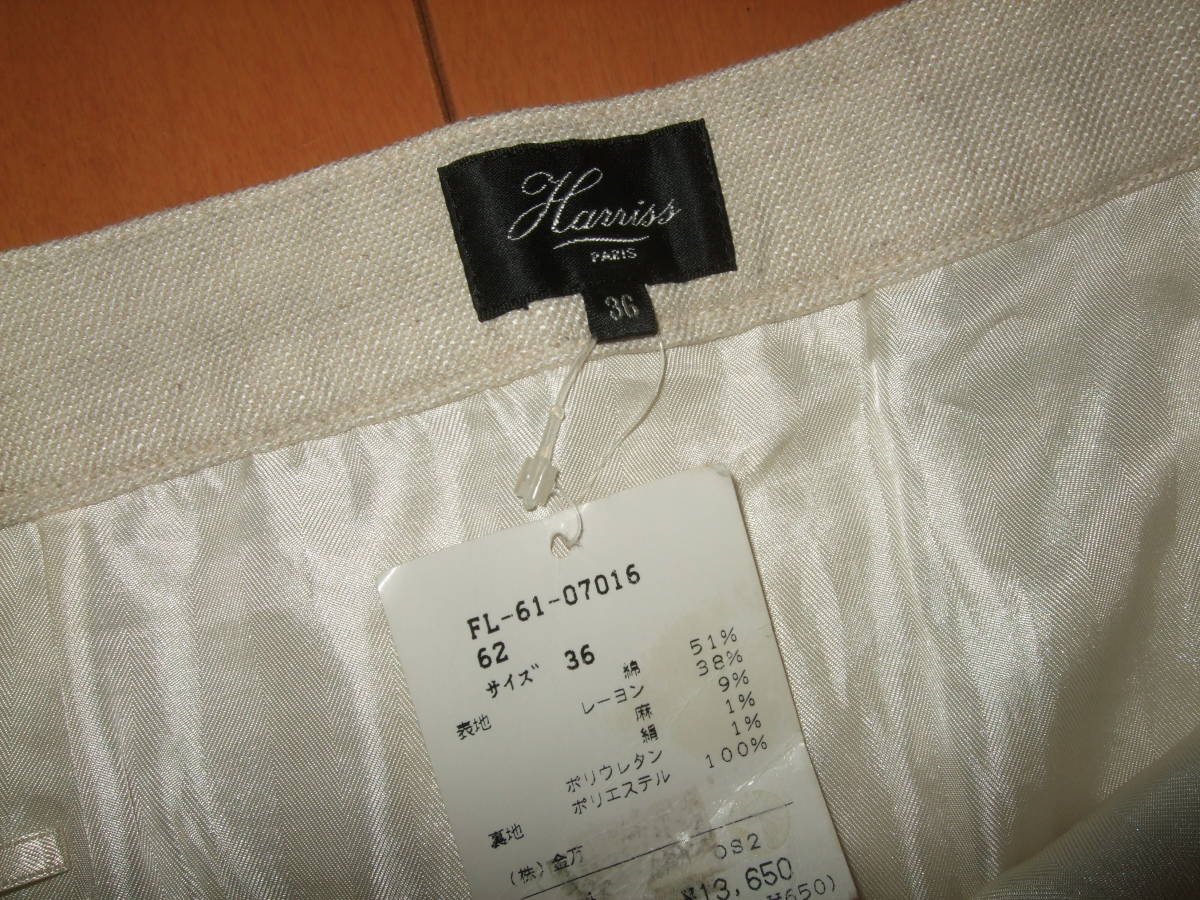 Harriss
PARIS
36
FL-61-07016
62
サイズ 36
表地 綿 51%
レーヨン 38%
麻 9%
絹 1%
ポリウレタン 1%
裏地 ポリエステル 100%
(株)金万 082
¥13,650
650)